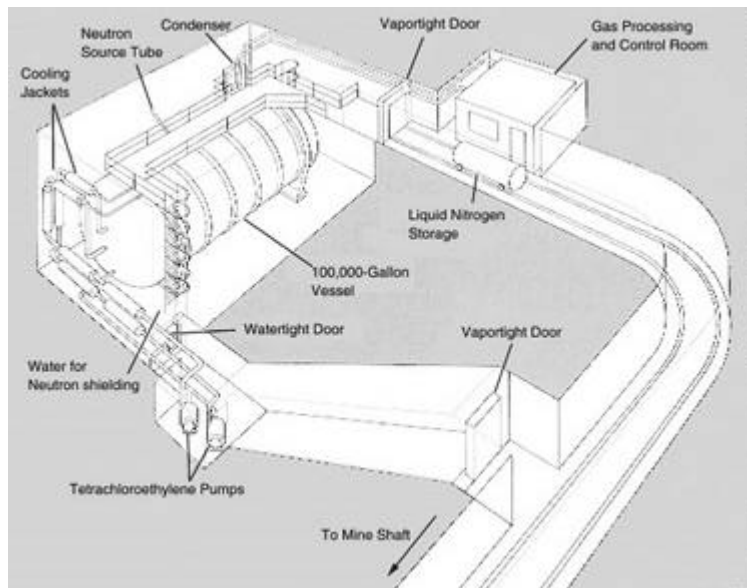 Condenser
Vaportight Door
Neutron
Source Tube
Gas Processing
and Control Room
Cooling
Jackets
Liquid Nitrogen
Storage
100,000-Gallon
Vessel
Watertight Door
Vaportight Door
Water for
Neutron shielding
Tetrachloroethylene Pumps
To Mine Shaft